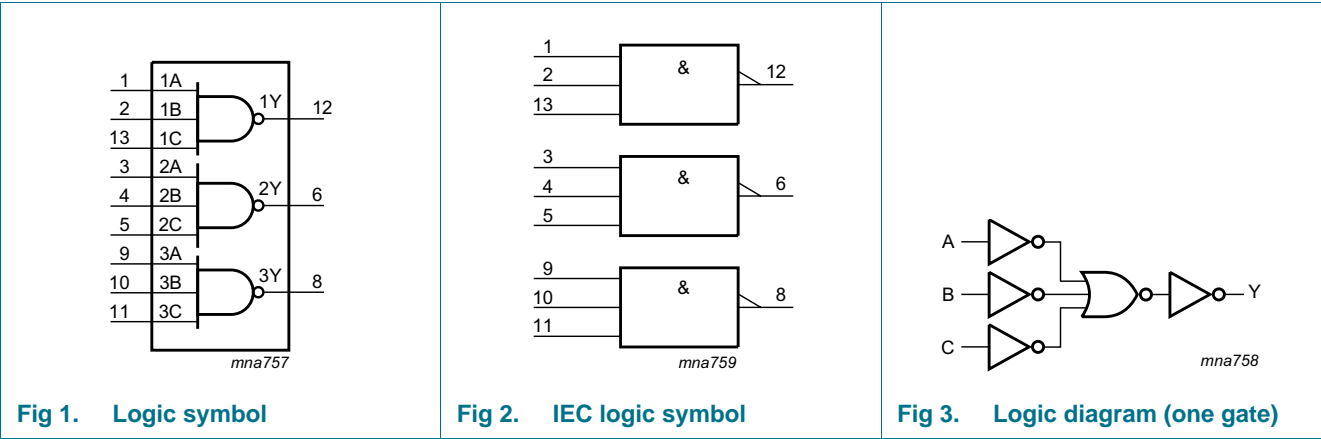 1 1A
2 1B 1Y 12
13 1C
3 2A
4 2B 2Y 6
5 2C
9 3A
10 3B 3Y 8
11 3C
mna757
Fig 1. Logic symbol
1
2 & 12
13
3
4 & 6
5
9
10 & 8
11
mna759
Fig 2. IEC logic symbol
A
B Y
C
mna758
Fig 3. Logic diagram (one gate)